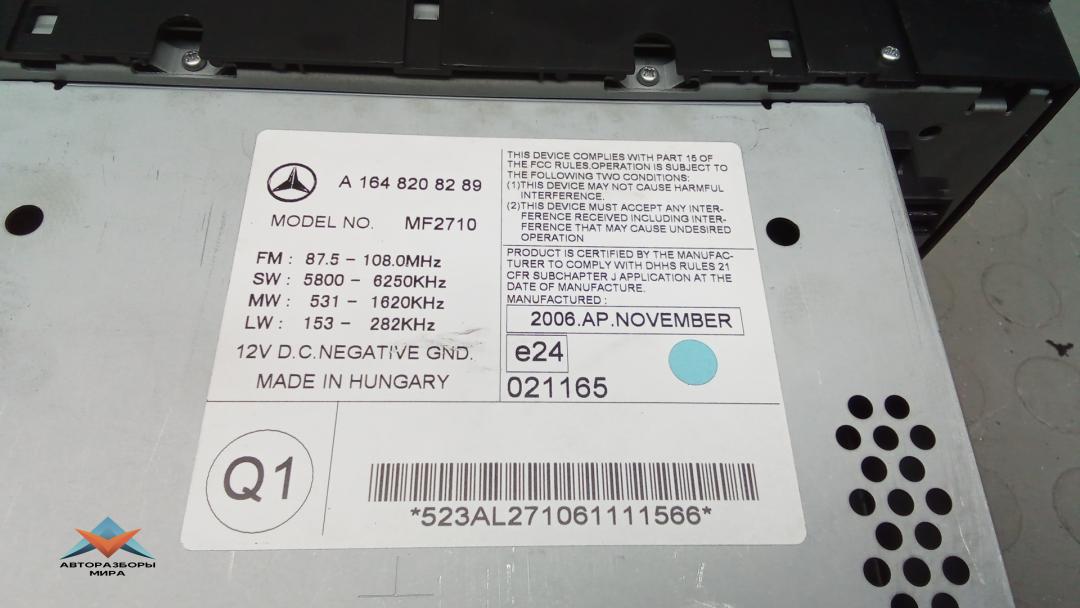 A 164 820 82 89
MODEL NO. MF2710
FM : 87.5 - 108.0MHz
SW : 5800 - 6250KHz
MW : 531 - 1620KHz
LW : 153 - 282KHz
12V D.C.NEGATIVE GND.
MADE IN HUNGARY
THIS DEVICE COMPLIES WITH PART 15 OF
THE FCC RULES.OPERATION IS SUBJECT TO
THE FOLLOWING TWO CONDITIONS:
(1)THIS DEVICE MAY NOT CAUSE HARMFUL
INTERFERENCE.
(2)THIS DEVICE MUST ACCEPT ANY INTER-
FERENCE RECEIVED INCLUDING INTER-
FERENCE THAT MAY CAUSE UNDESIRED
OPERATION
PRODUCT IS CERTIFIED BY THE MANUFAC-
TURER TO COMPLY WITH DHHS RULES 21
CFR SUBCHAPTER J APPLICATION AT THE
DATE OF MANUFACTURE.
MANUFACTURED :
2006.AP.NOVEMBER
e24
021165
Q1
*523AL271061111566*
АВТОРАЗБОРЫ
МИРА